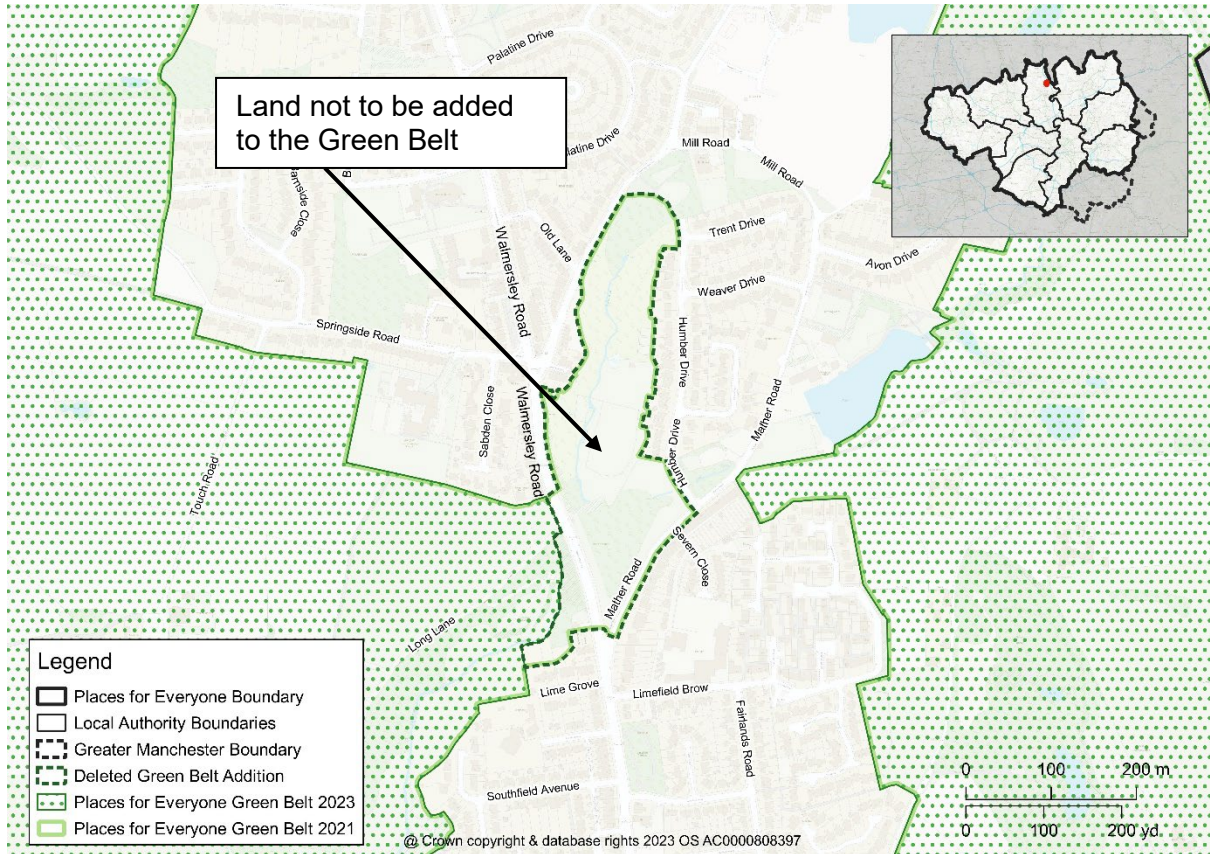 Palatine Drive
Land not to be added
to the Green Belt
Palatine Drive
Mill Road
Mill Road
Old Lane
Trent Drive
Avon Drive
Walmersley Road
Weaver Drive
Springside Road
Humber Drive
Sabden Close
Walmersley Road
Mather Road
Humber Drive
Touch Road
Severn Close
Mather Road
Long Lane
Lime Grove
Limefield Brow
Fairlands Road
Southfield Avenue
Legend
Places for Everyone Boundary
Local Authority Boundaries
Greater Manchester Boundary
Deleted Green Belt Addition
Places for Everyone Green Belt 2023
Places for Everyone Green Belt 2021
0 100 200 m
0 100 200 yd
@ Crown copyright & database rights 2023 OS AC0000808397